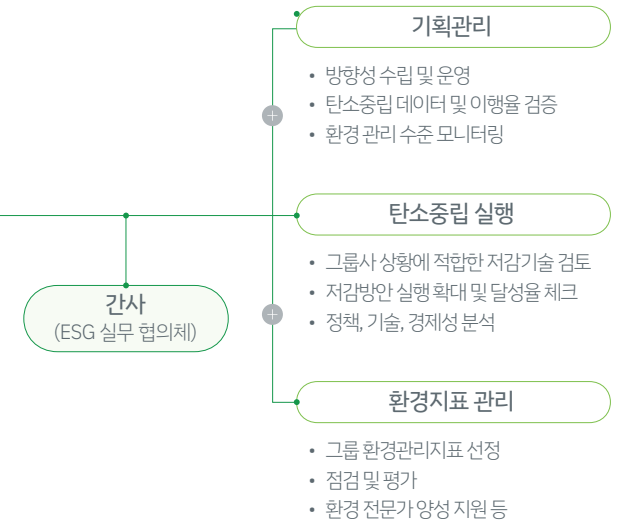 기획관리
• 방향성 수립 및 운영
• 탄소중립 데이터 및 이행율 검증
• 환경 관리 수준 모니터링
탄소중립 실행
• 그룹사 상황에 적합한 저감기술 검토
• 저감방안 실행 확대 및 달성율 체크
• 정책, 기술, 경제성 분석
간사
(ESG 실무 협의체)
환경지표 관리
• 그룹 환경관리지표 선정
• 점검 및 평가
• 환경 전문가 양성 지원 등